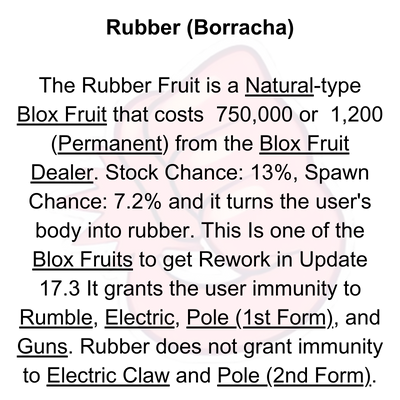 Rubber (Borracha)
The Rubber Fruit is a Natural-type
Blox Fruit that costs  750,000 or  1,200
(Permanent) from the Blox Fruit
Dealer. Stock Chance: 13%, Spawn
Chance: 7.2% and it turns the user's
body into rubber. This Is one of the
Blox Fruits to get Rework in Update
17.3 It grants the user immunity to
Rumble, Electric, Pole (1st Form), and
Guns. Rubber does not grant immunity
to Electric Claw and Pole (2nd Form).